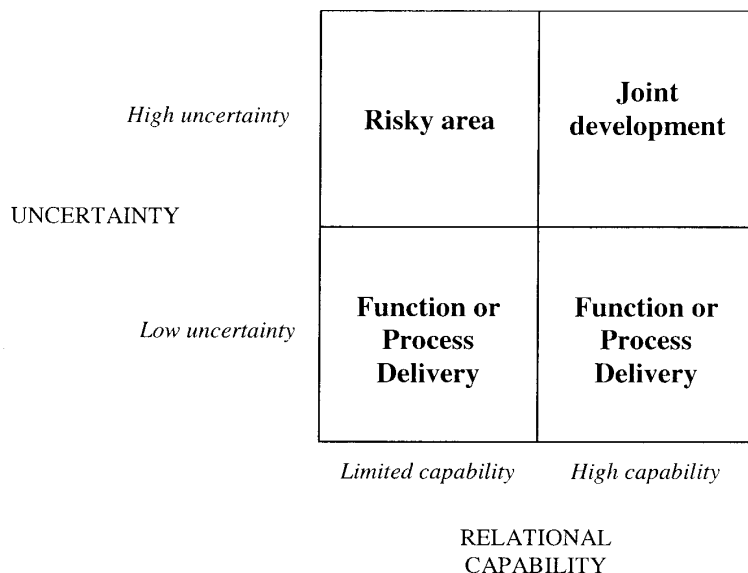 High uncertainty
Risky area
Joint
development
UNCERTAINTY
Low uncertainty
Function or
Process
Delivery
Function or
Process
Delivery
Limited capability
High capability
RELATIONAL
CAPABILITY